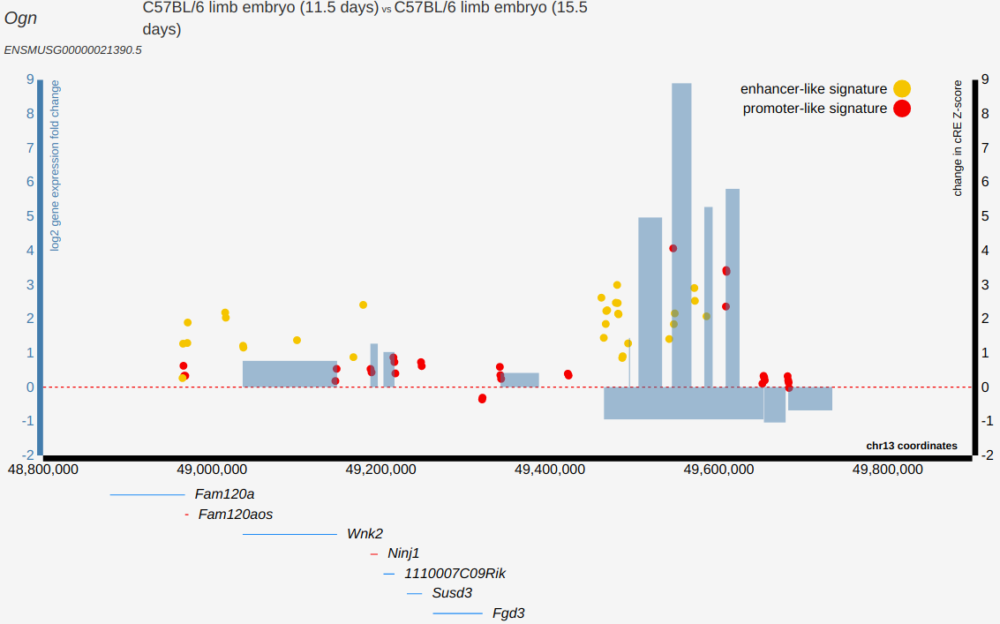 Ogn
C57BL/6 limb embryo (11.5 days) vs C57BL/6 limb embryo (15.5
days)
ENSMUSG00000021390.5
9
8
7
6
5
4
3
2
1
0
-1
-2
log2 gene expression fold change
enhancer-like signature
promoter-like signature
change in cRE Z-score
9
8
7
6
5
4
3
2
1
0
-1
-2
chr13 coordinates
48,800,000 49,000,000 49,200,000 49,400,000 49,600,000 49,800,000
Fam120a
Fam120aos
Wnk2
Ninj1
1110007C09Rik
Susd3
Fgd3